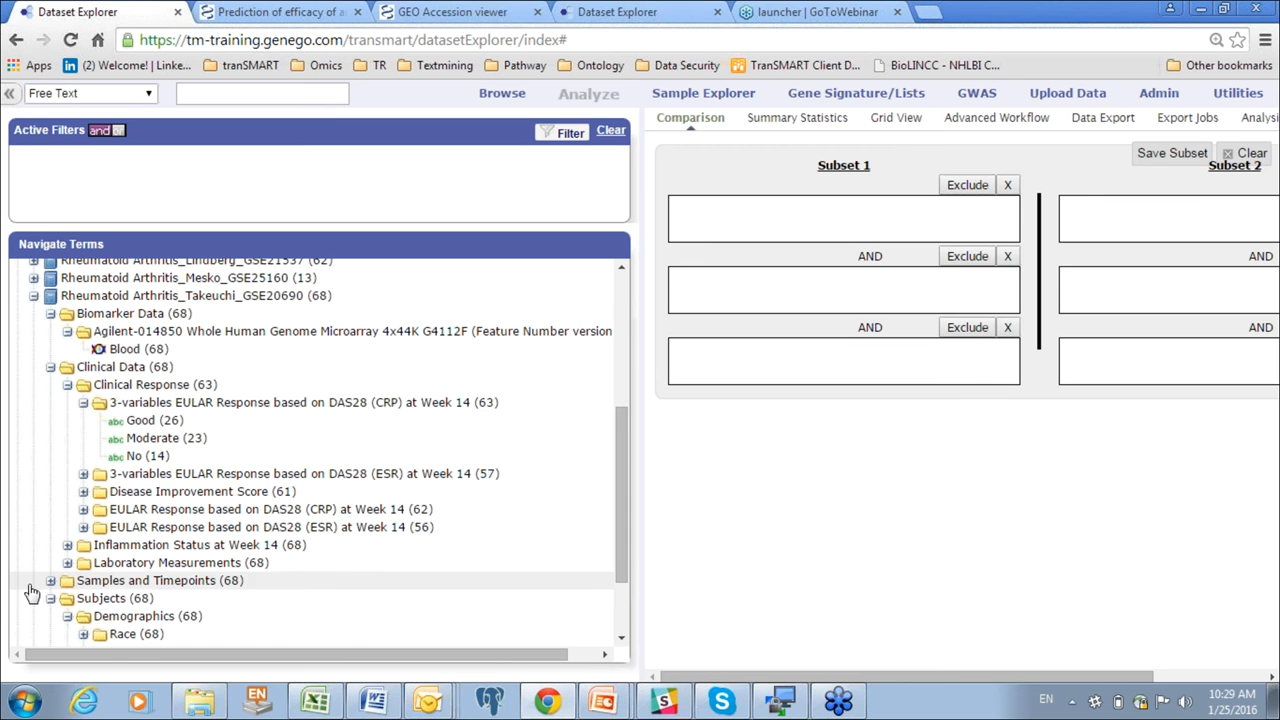 Dataset Explorer
Prediction of efficacy of a
GEO Accession viewer
Dataset Explorer
launcher | GoToWebinar
https://tm-training.genego.com/transmart/datasetExplorer/index#
Apps
(2) Welcome! | Linke...
tranSMART
Omics
TR
Textmining
Pathway
Ontology
Data Security
TranSMART Client D...
BioLINCC - NHLBI C...
Other bookmarks
Free Text
Browse
Analyze
Sample Explorer
Gene Signature/Lists
GWAS
Upload Data
Admin
Utilities
Active Filters and or
Filter
Clear
Comparison
Summary Statistics
Grid View
Advanced Workflow
Data Export
Export Jobs
Analysi
Save Subset
Clear
Subset 1
Subset 2
Exclude X
AND
Exclude X
AND
AND
Exclude X
AND
Navigate Terms
Rheumatoid Arthritis_Lindberg_GSE21537 (62)
Rheumatoid Arthritis_Mesko_GSE25160 (13)
Rheumatoid Arthritis_Takeuchi_GSE20690 (68)
Biomarker Data (68)
Agilent-014850 Whole Human Genome Microarray 4x44K G4112F (Feature Number version
Blood (68)
Clinical Data (68)
Clinical Response (63)
3-variables EULAR Response based on DAS28 (CRP) at Week 14 (63)
abc Good (26)
abc Moderate (23)
abc No (14)
3-variables EULAR Response based on DAS28 (ESR) at Week 14 (57)
Disease Improvement Score (61)
EULAR Response based on DAS28 (CRP) at Week 14 (62)
EULAR Response based on DAS28 (ESR) at Week 14 (56)
Inflammation Status at Week 14 (68)
Laboratory Measurements (68)
Samples and Timepoints (68)
Subjects (68)
Demographics (68)
Race (68)
EN
EN
10:29 AM
1/25/2016